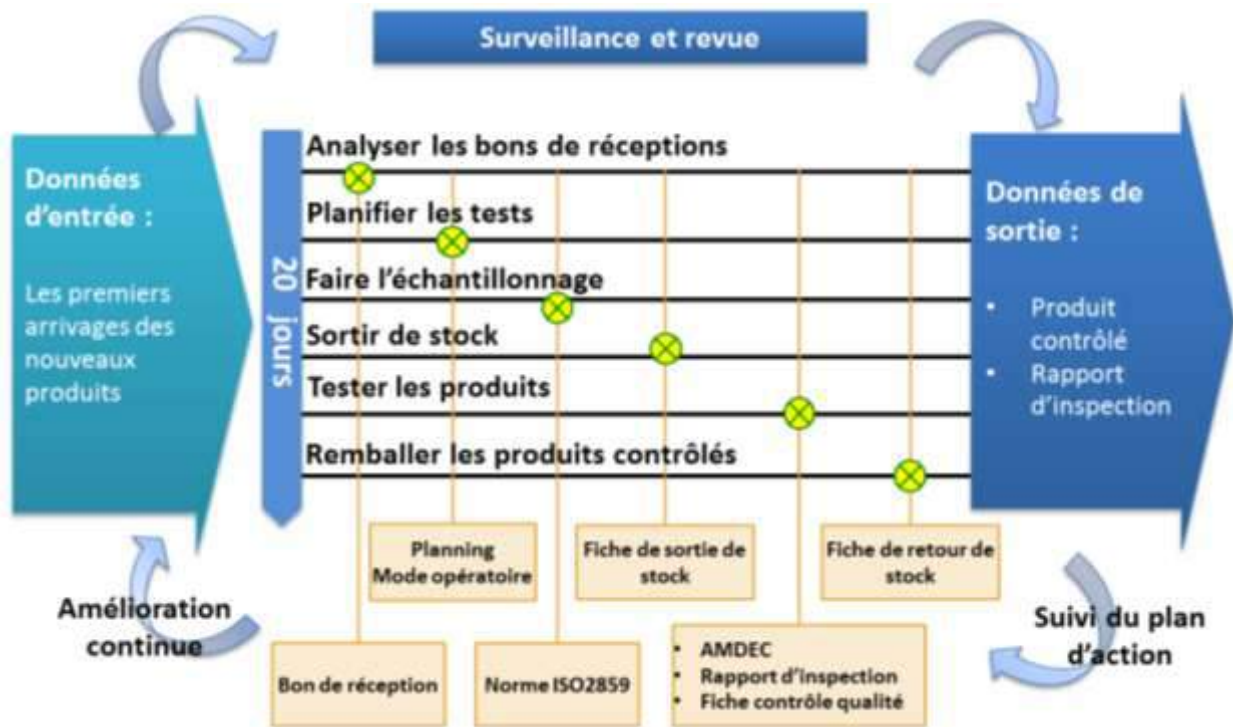 Surveillance et revue
Données
d'entrée :
Les premiers
arrivages des
nouveaux
produits
20 jours
Analyser les bons de réceptions
Planifier les tests
Faire l'échantillonnage
Sortir de stock
Tester les produits
Remballer les produits contrôlés
Données de
sortie :
• Produit
contrôlé
• Rapport
d'inspection
Planning
Mode opératoire
Fiche de sortie de
stock
Fiche de retour de
stock
Amélioration
continue
Bon de réception
Norme ISO2859
• AMDEC
• Rapport d'inspection
• Fiche contrôle qualité
Suivi du plan
d'action